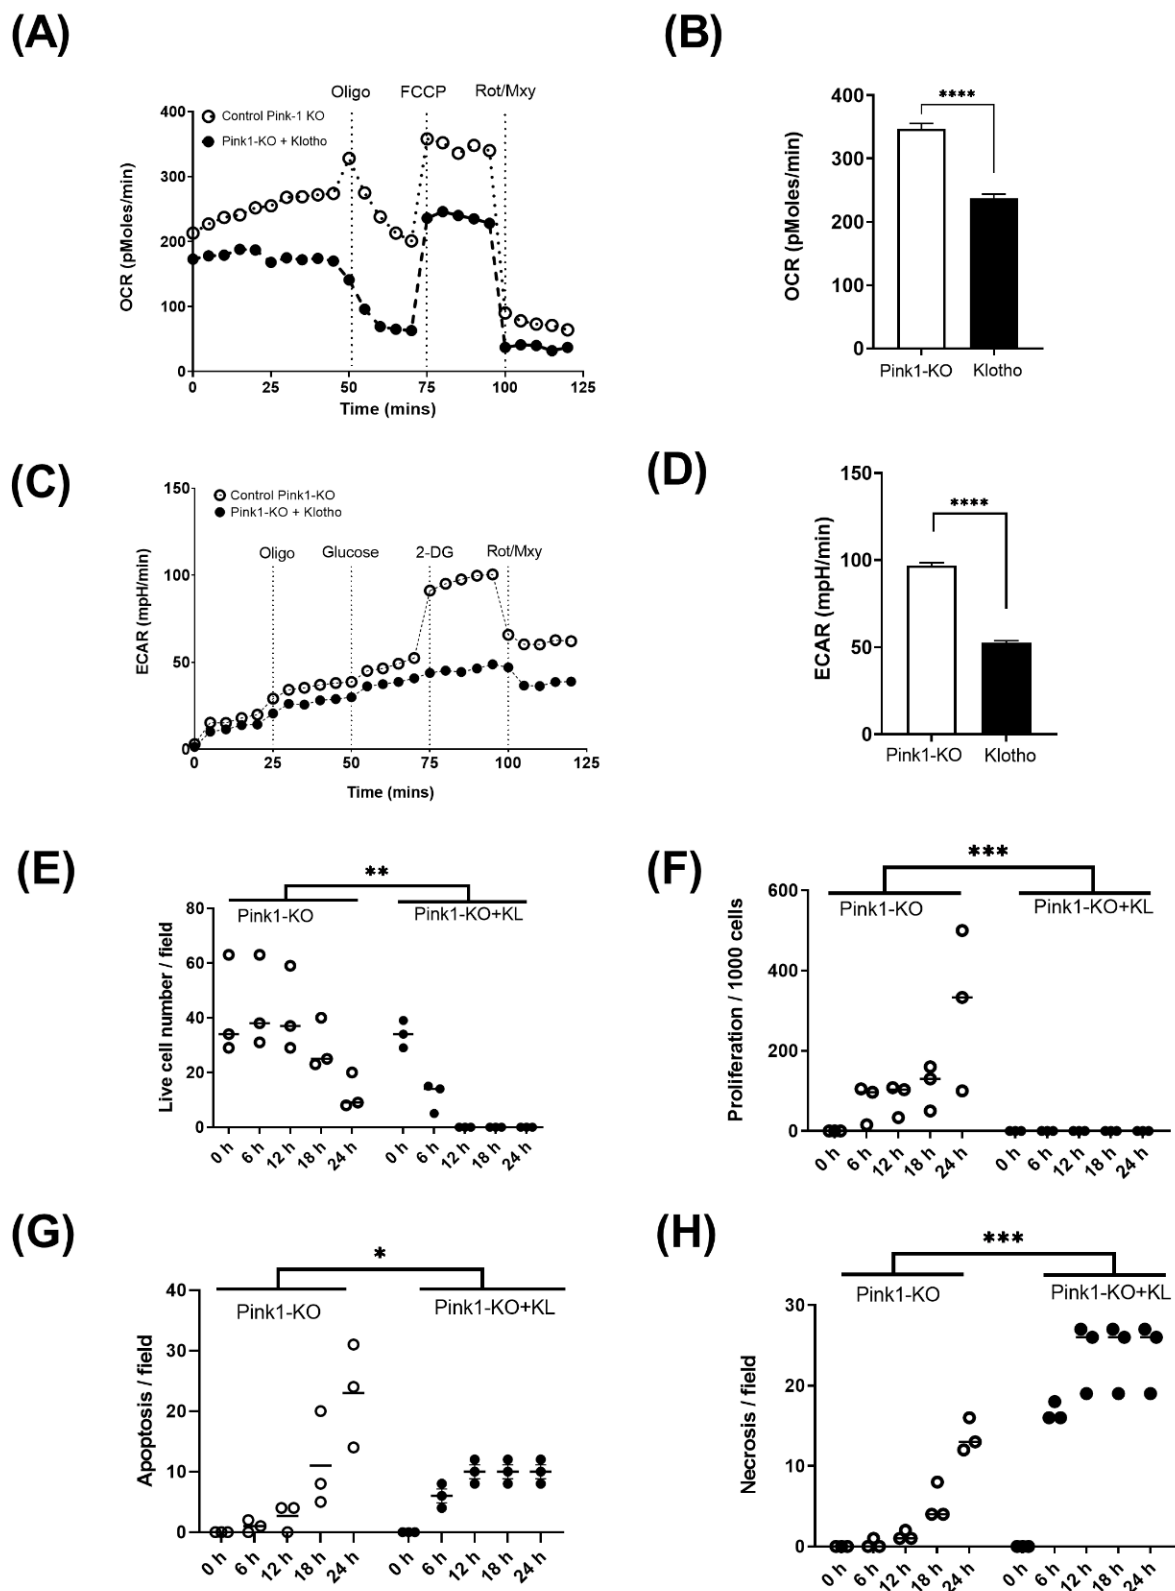 (A)
Oligo FCCP Rot/Mxy
Control Pink-1 KO
Pink1-KO + Klotho
OCR (pMoles/min)
400
300
200
100
0
0 25 50 75 100 125
Time (mins)
(B)
****
OCR (pMoles/min)
400
300
200
100
0
Pink1-KO Klotho
(C)
Control Pink1-KO
Pink1-KO + Klotho
Oligo Glucose 2-DG Rot/Mxy
ECAR (mpH/min)
150
100
50
0
0 25 50 75 100 125
Time (mins)
(D)
****
ECAR (mpH/min)
150
100
50
0
Pink1-KO Klotho
(E)
**
Pink1-KO Pink1-KO+KL
Live cell number / field
80
60
40
20
0
0 h 6 h 12 h 18 h 24 h 0 h 6 h 12 h 18 h 24 h
(F)
***
Pink1-KO Pink1-KO+KL
Proliferation / 1000 cells
600
400
200
0
0 h 6 h 12 h 18 h 24 h 0 h 6 h 12 h 18 h 24 h
(G)
*
Pink1-KO Pink1-KO+KL
Apoptosis / field
40
30
20
10
0
0 h 6 h 12 h 18 h 24 h 0 h 6 h 12 h 18 h 24 h
(H)
***
Pink1-KO Pink1-KO+KL
Necrosis / field
30
20
10
0
0 h 6 h 12 h 18 h 24 h 0 h 6 h 12 h 18 h 24 h